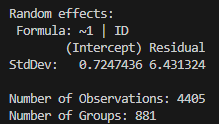 Random effects:
 Formula: ~1 | ID
        (Intercept) Residual
StdDev:   0.7247436 6.431324

Number of Observations: 4405
Number of Groups: 881